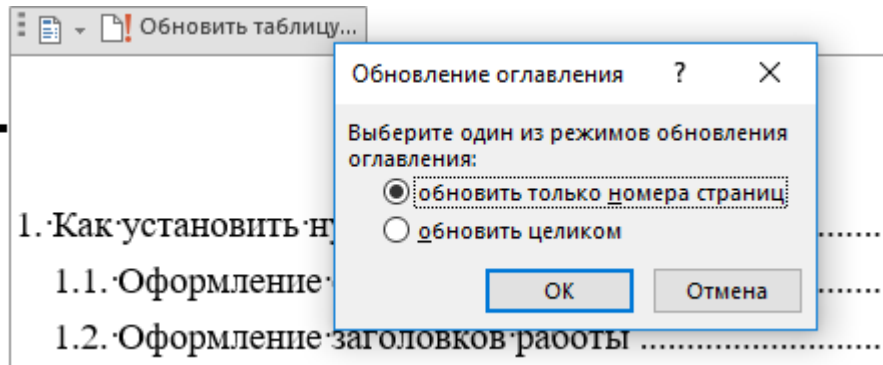 Обновить таблицу...
Обновление оглавления ? ×
Выберите один из режимов обновления
оглавления:
обновить только номера страниц
обновить целиком
ОК Отмена
1.·Как·установить·
1.1.·Оформление·
1.2.·Оформление·заголовков·работы ......................